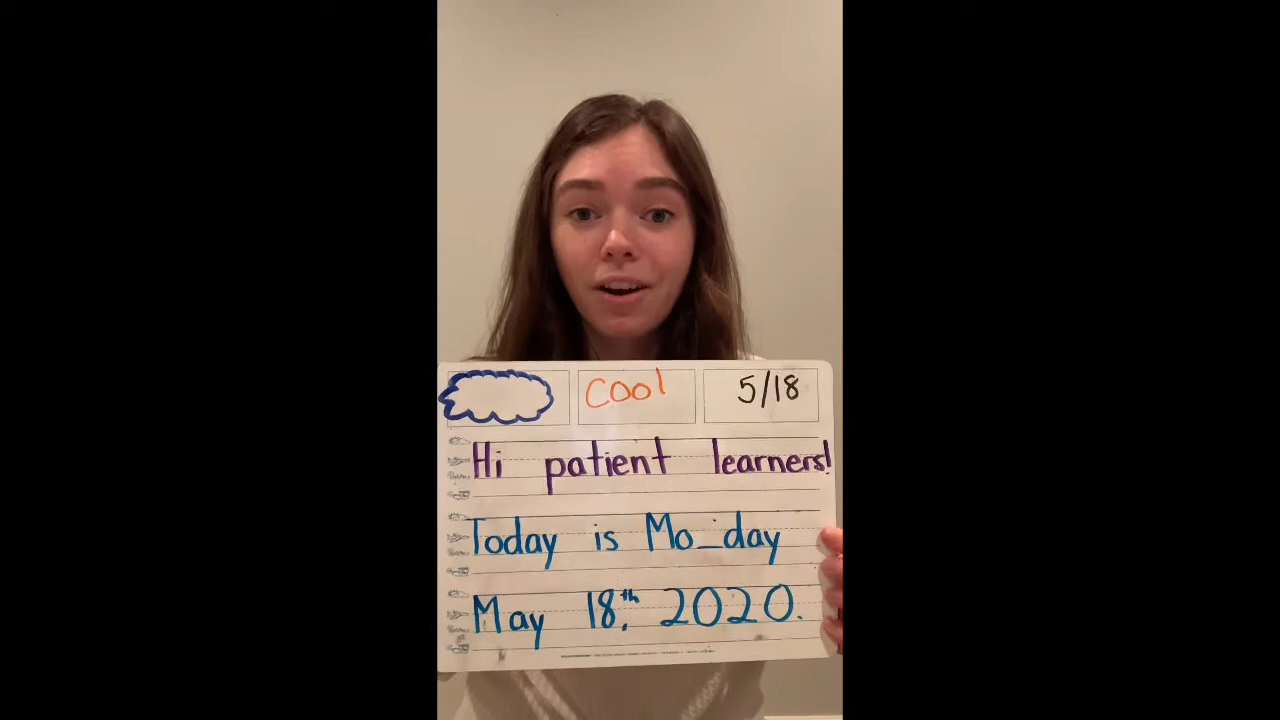 Cool 5/18
Hi patient learners!
Today is Mo_day
May 18th, 2020.